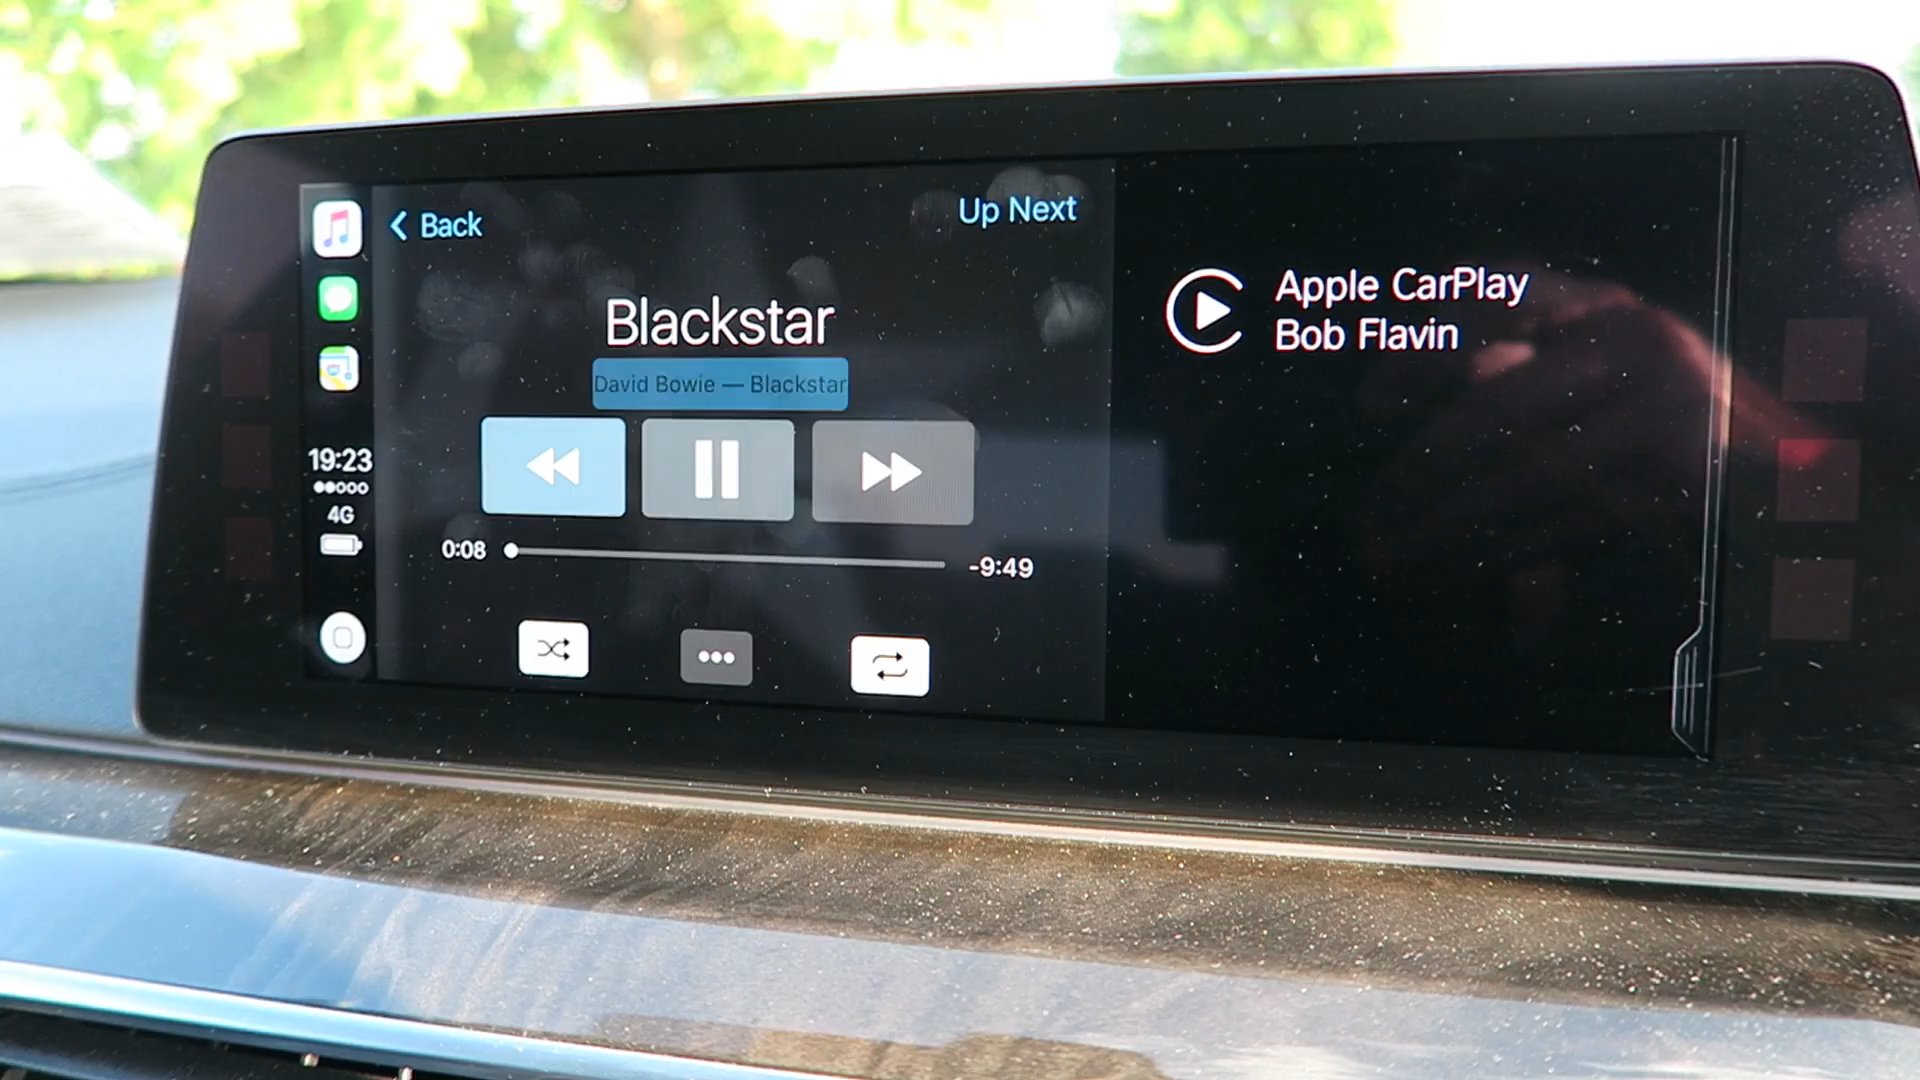 Back
Up Next
Blackstar
David Bowie — Blackstar
19:23
4G
0:08
-9:49
Apple CarPlay
Bob Flavin